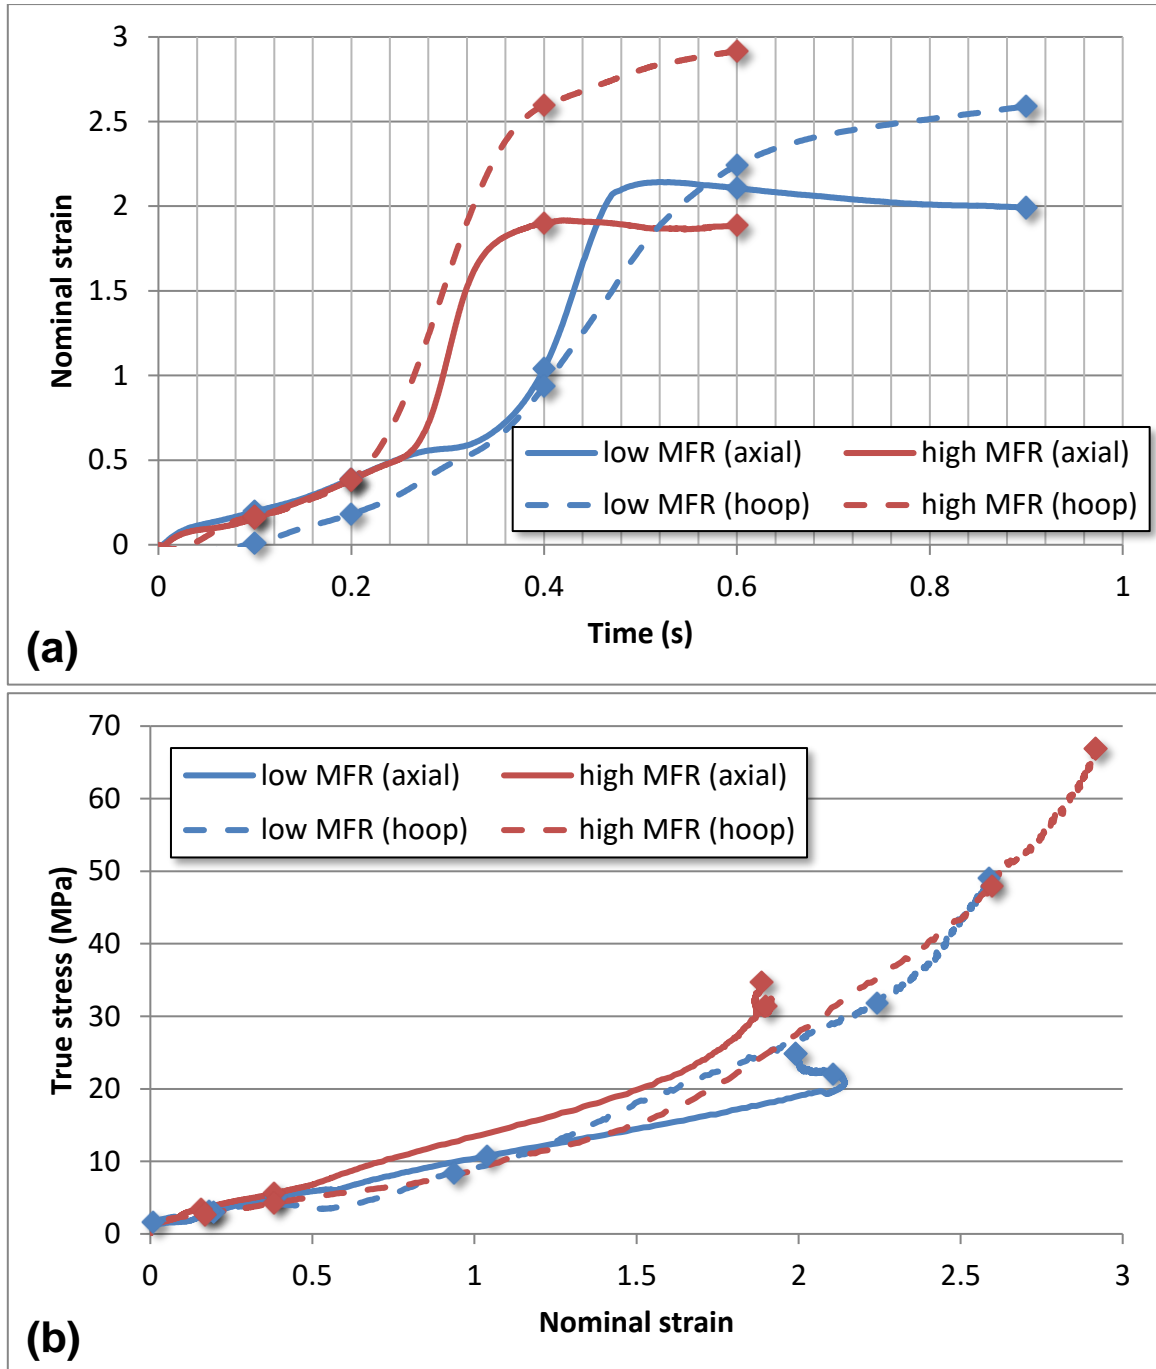 3
2.5
2
1.5
1
0.5
0
Nominal strain
low MFR (axial) high MFR (axial)
low MFR (hoop) high MFR (hoop)
0 0.2 0.4 0.6 0.8 1
Time (s)
(a)
70
60
50
40
30
20
10
0
True stress (MPa)
low MFR (axial) high MFR (axial)
low MFR (hoop) high MFR (hoop)
0 0.5 1 1.5 2 2.5 3
Nominal strain
(b)